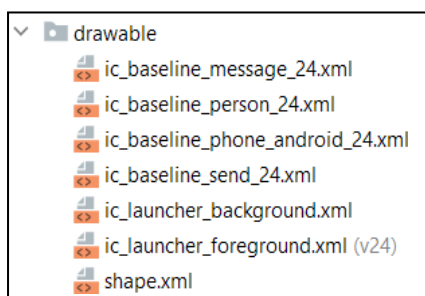 drawable
ic_baseline_message_24.xml
ic_baseline_person_24.xml
ic_baseline_phone_android_24.xml
ic_baseline_send_24.xml
ic_launcher_background.xml
ic_launcher_foreground.xml (v24)
shape.xml